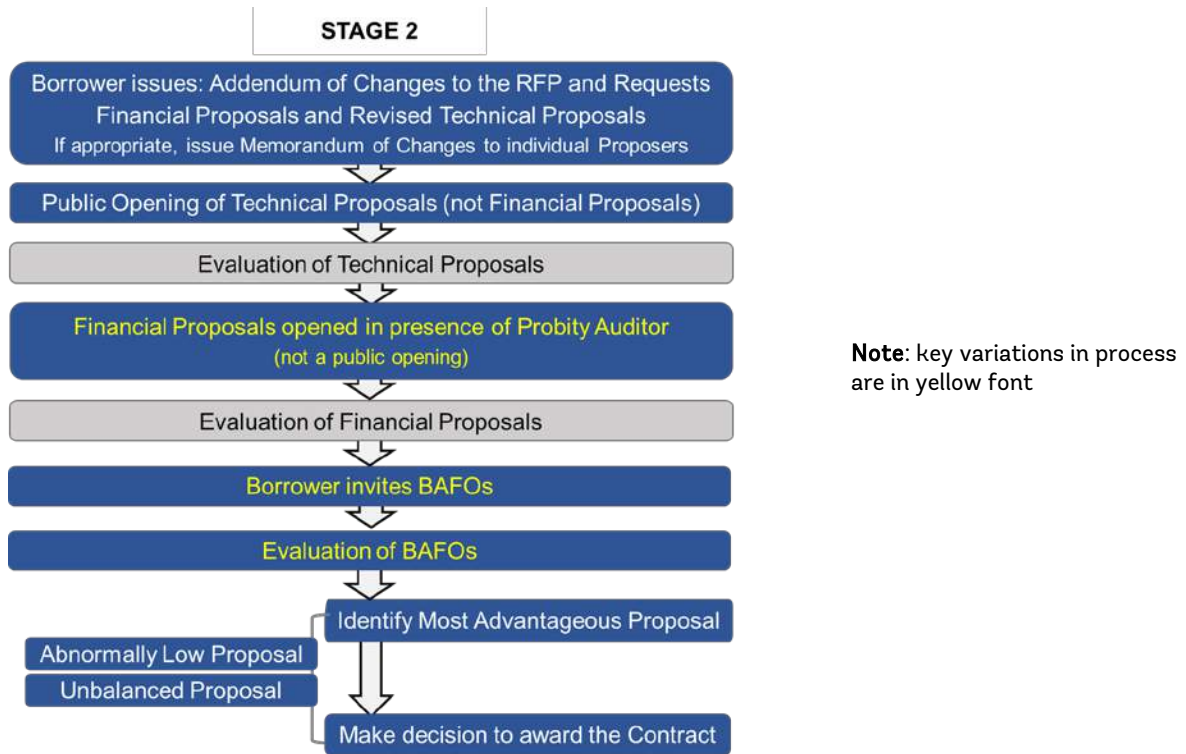 STAGE 2
Borrower issues: Addendum of Changes to the RFP and Requests
Financial Proposals and Revised Technical Proposals
If appropriate, issue Memorandum of Changes to individual Proposers
Public Opening of Technical Proposals (not Financial Proposals)
Evaluation of Technical Proposals
Financial Proposals opened in presence of Probity Auditor
(not a public opening)
Note: key variations in process
are in yellow font
Evaluation of Financial Proposals
Borrower invites BAFOs
Evaluation of BAFOs
Identify Most Advantageous Proposal
Abnormally Low Proposal
Unbalanced Proposal
Make decision to award the Contract